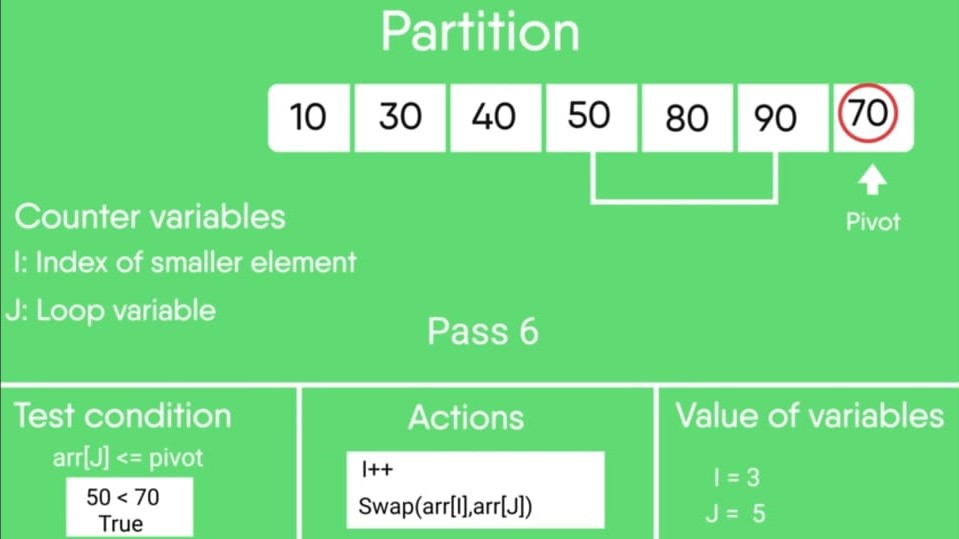 Partition
10 30 40 50 80 90 70
Pivot
Counter variables
I: Index of smaller element
J: Loop variable
Pass 6
Test condition
arr[J] <= pivot
50 < 70
True
Actions
I++
Swap(arr[I],arr[J])
Value of variables
I = 3
J = 5